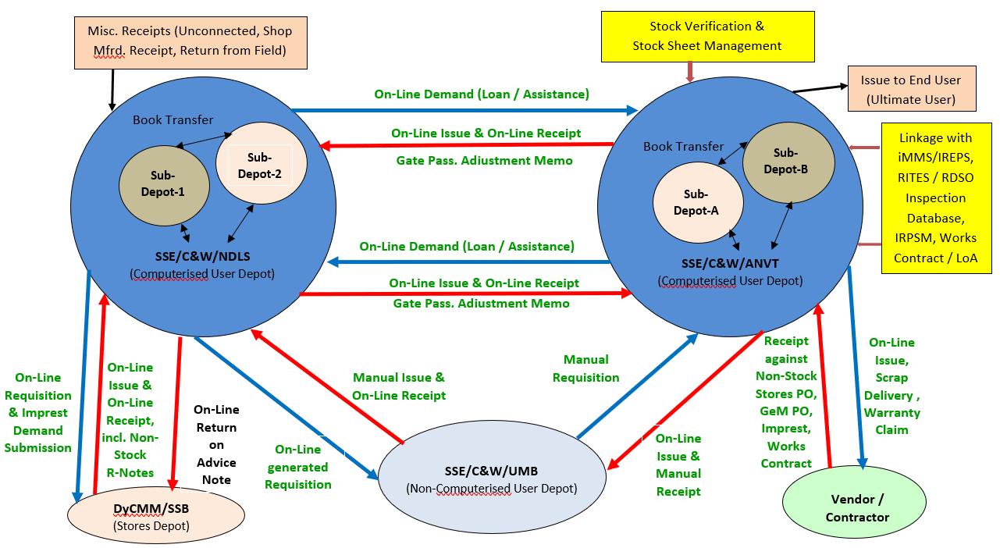 Misc. Receipts (Unconnected, Shop
Mfrd. Receipt, Return from Field)
Stock Verification &
Stock Sheet Management
Issue to End User
(Ultimate User)
Linkage with
iMMS/IREPS,
RITES / RDSO
Inspection
Database,
IRPSM, Works
Contract / LoA
On-Line Demand (Loan / Assistance)
On-Line Issue & On-Line Receipt
Gate Pass. Adiustment Memo
On-Line Demand (Loan / Assistance)
On-Line Issue & On-Line Receipt
Gate Pass. Adiustment Memo
Book Transfer
Sub-
Depot-1
Sub-
Depot-2
SSE/C&W/NDLS
(Computerised User Depot)
Book Transfer
Sub-
Depot-A
Sub-
Depot-B
SSE/C&W/ANVT
(Computerised User Depot)
On-Line
Requisition
& Imprest
Demand
Submission
On-Line
Issue &
On-Line
Receipt,
incl. Non-
Stock
R-Notes
On-Line
Return
on
Advice
Note
On-Line
generated
Requisition
Manual Issue &
On-Line Receipt
Manual
Requisition
On-Line
Issue &
Manual
Receipt
Receipt
against
Non-Stock
Stores PO,
GeM PO,
Imprest,
Works
Contract
On-Line
Issue,
Scrap
Delivery ,
Warranty
Claim
DyCMM/SSB
(Stores Depot)
SSE/C&W/UMB
(Non-Computerised User Depot)
Vendor /
Contractor